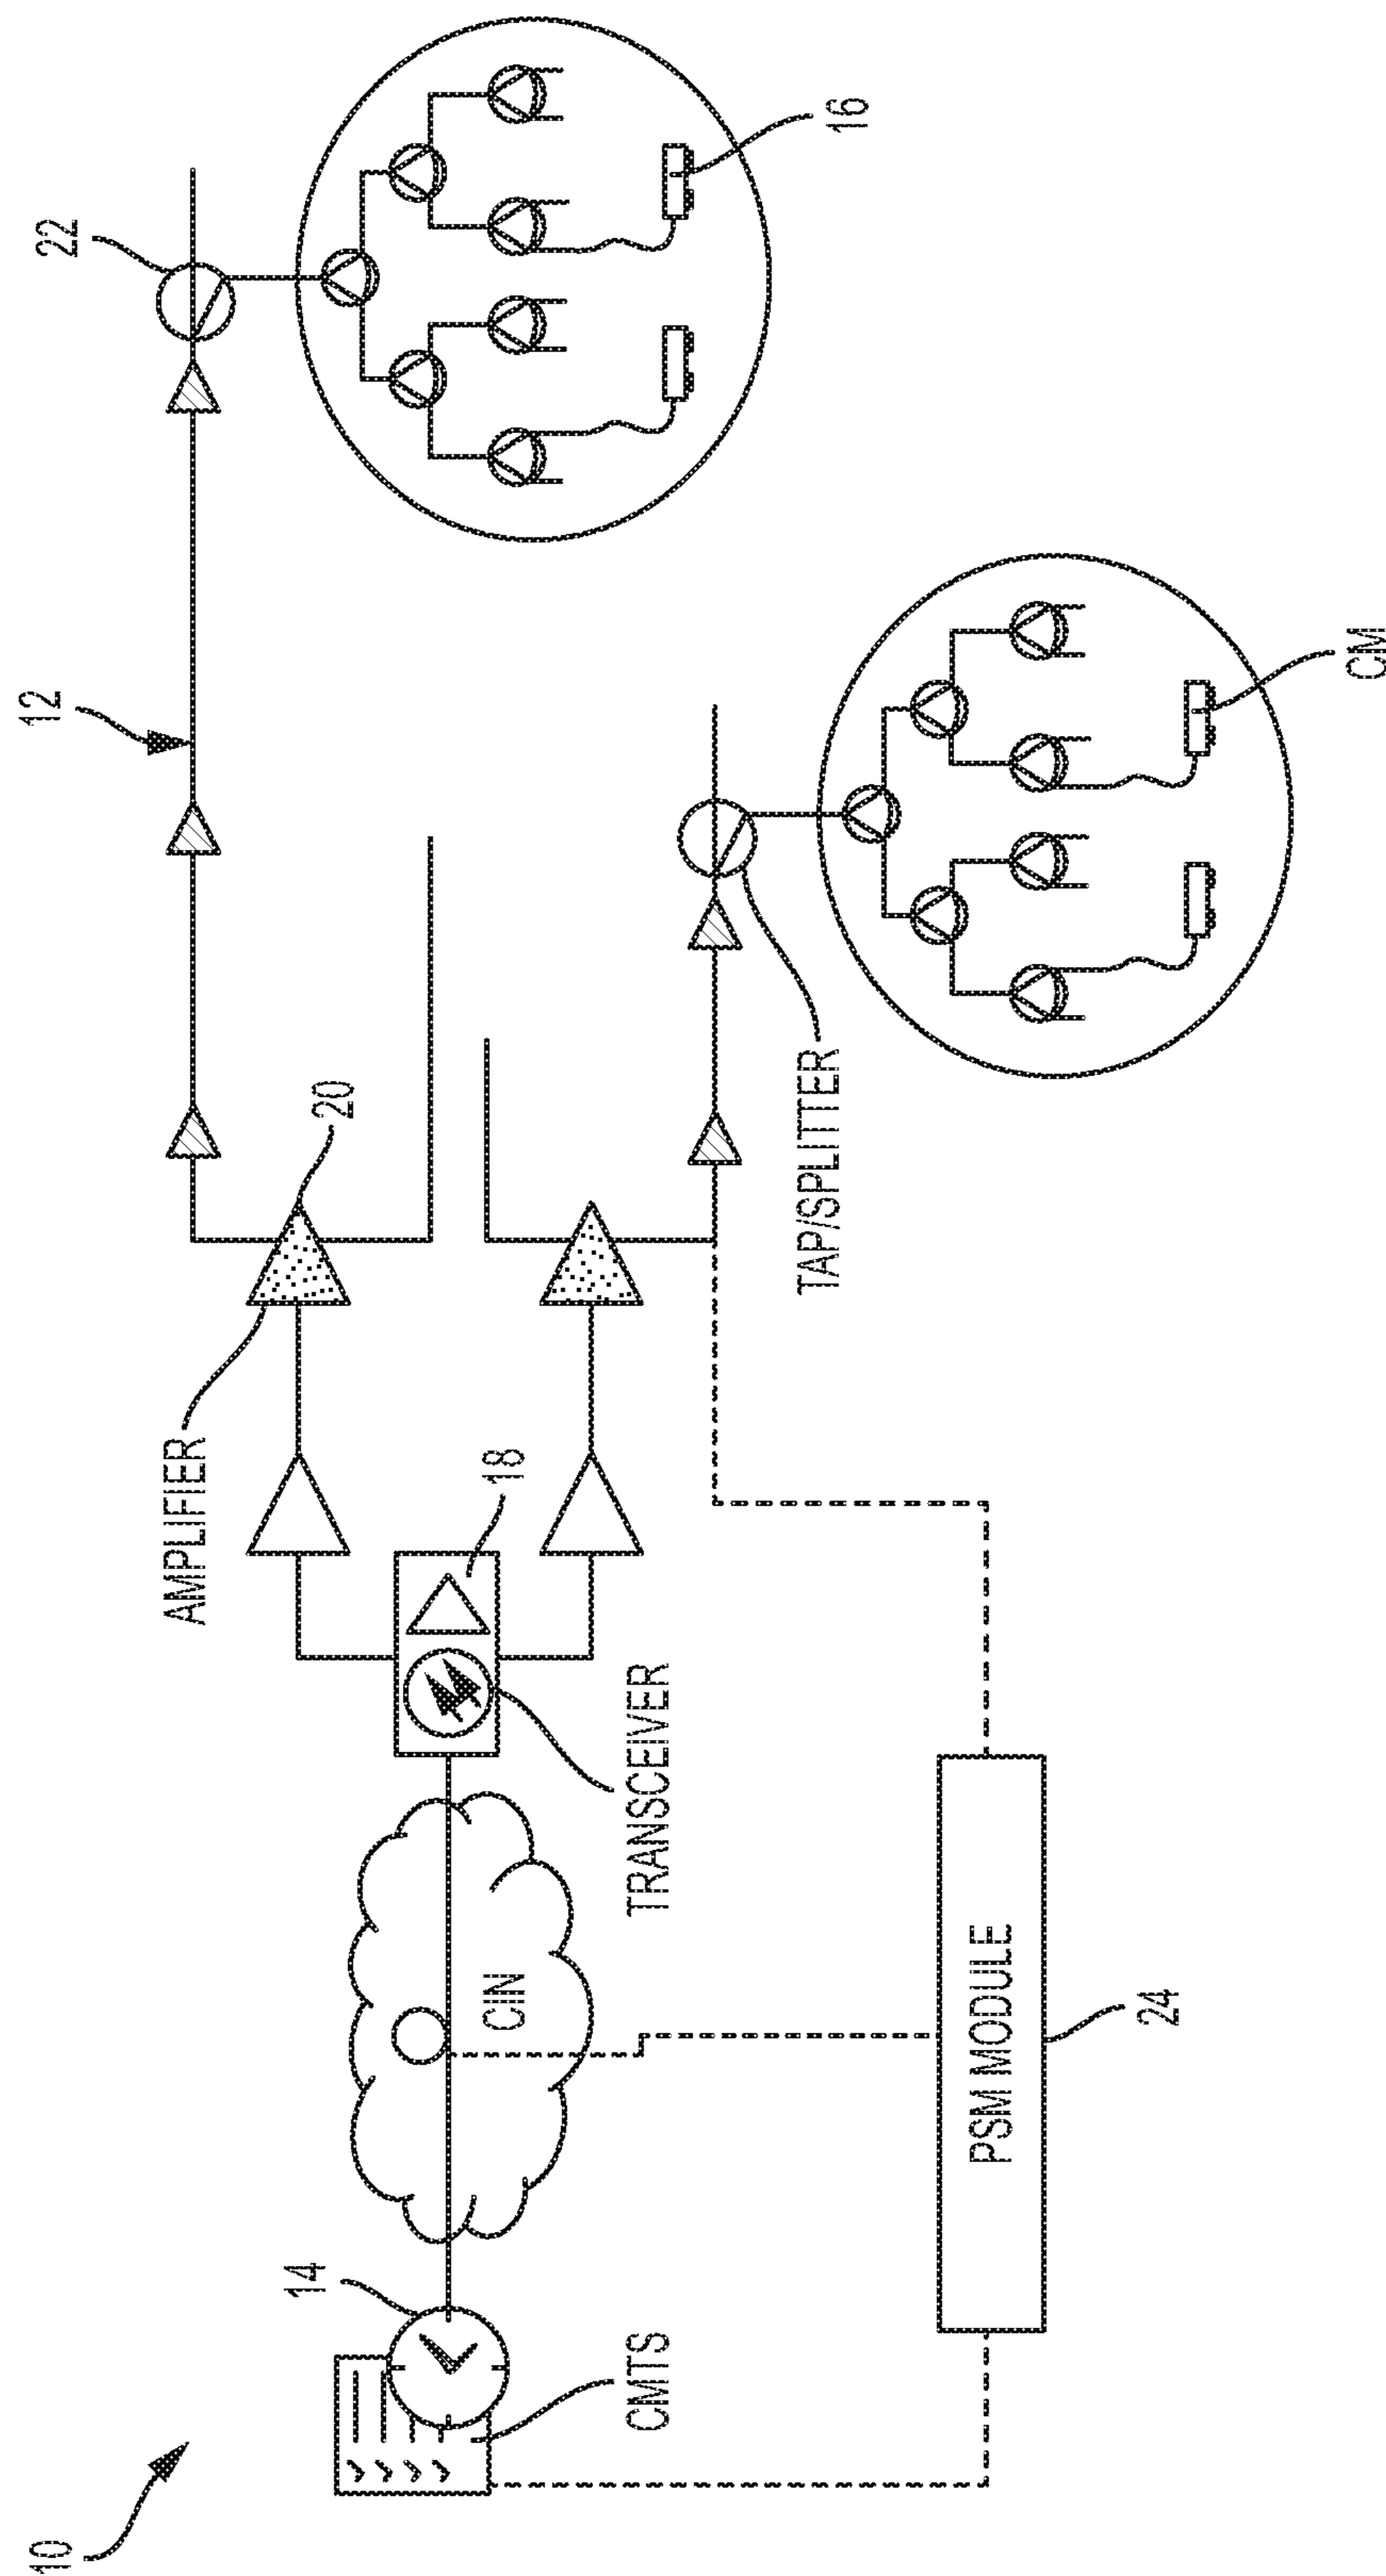 10
12
22
14
CMTS
CIN
TRANSCEIVER
18
AMPLIFIER
20
TAP/SPLITTER
16
CM
PSM MODULE
24